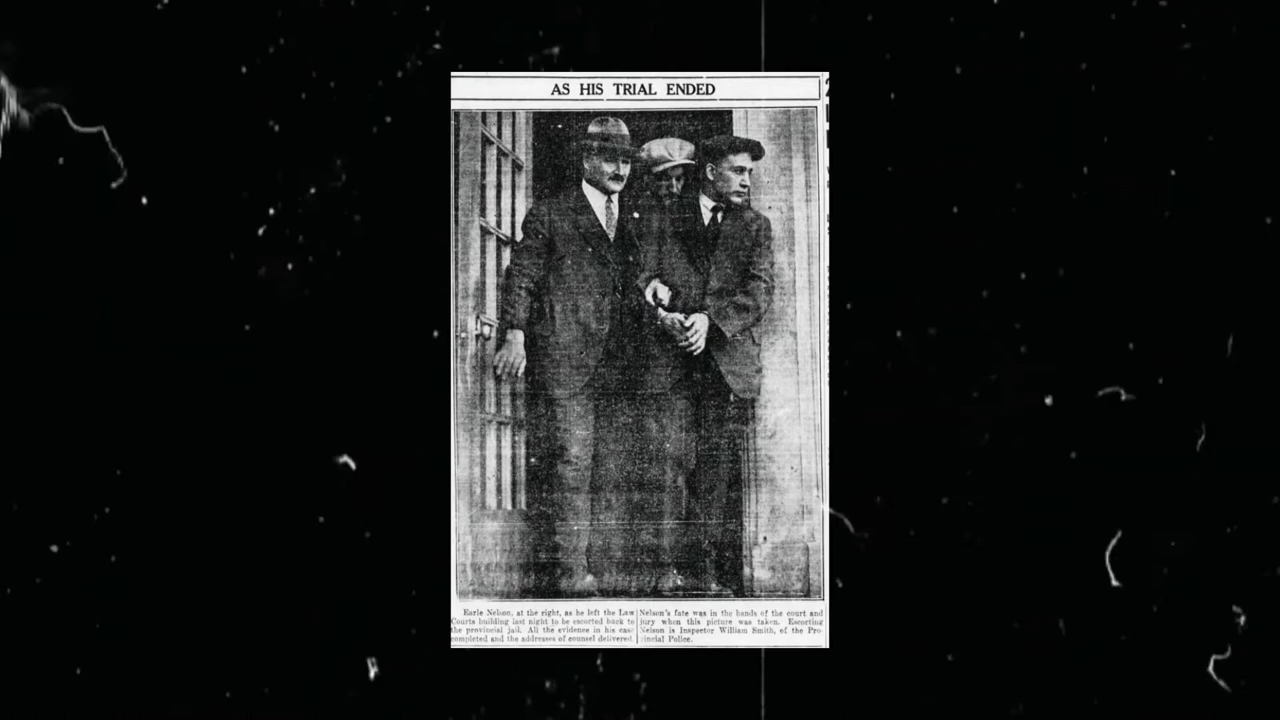 AS HIS TRIAL ENDED
Earle Nelson, at the right, as he left the Law
Courts building last night to be escorted back to
the provincial jail. All the evidence in his case
completed and the addresses of counsel delivered.
Nelson's fate was in the hands of the court and
jury when this picture was taken. Escorting
Nelson is Inspector William Smith, of the Pro-
vincial Police.